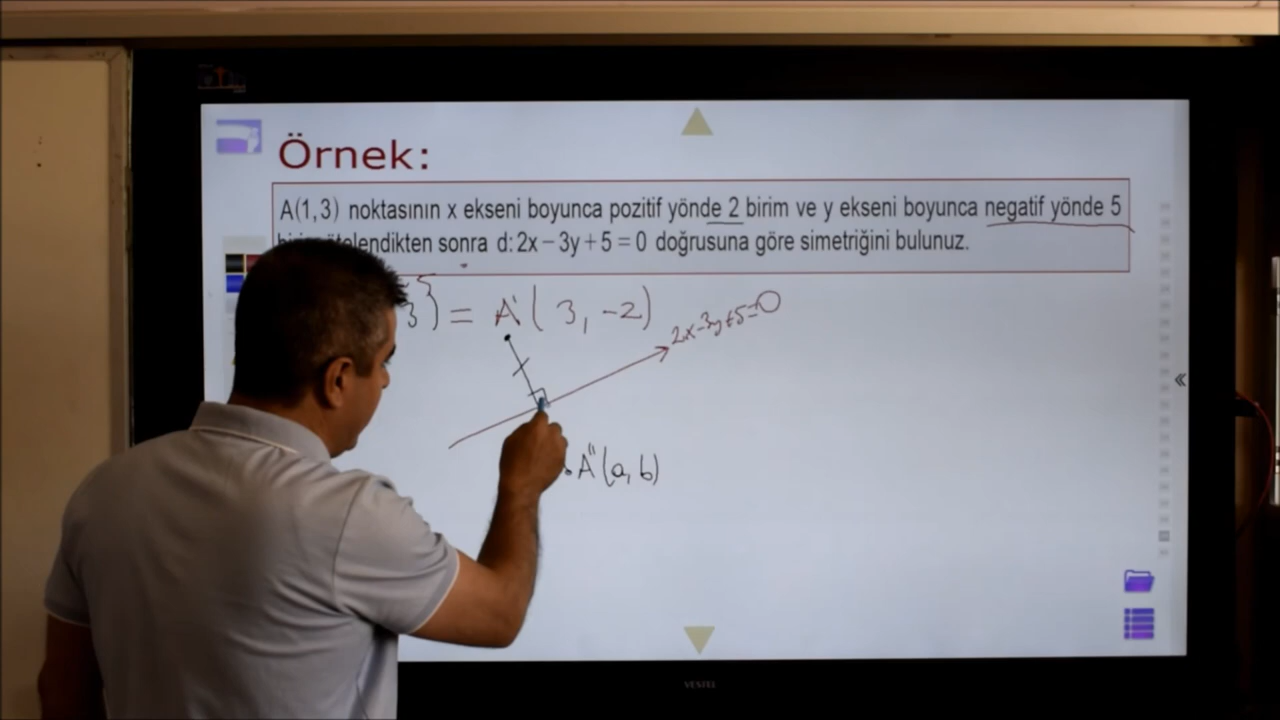 Örnek:
A(1,3) noktasının x ekseni boyunca pozitif yönde 2 birim ve y ekseni boyunca negatif yönde 5
ötelendikten sonra d:2x−3y+5=0 doğrusuna göre simetriğini bulunuz.
= A'(3,-2)
2x-3y+5=0
A"(a,b)
VESTEL